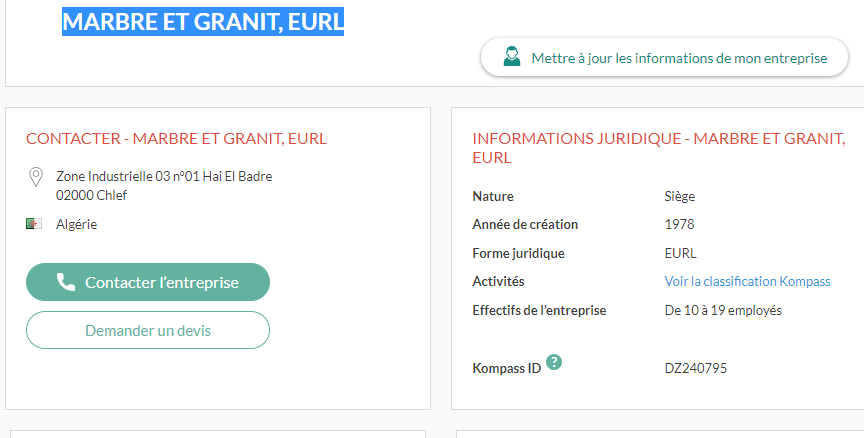 MARBRE ET GRANIT, EURL
Mettre à jour les informations de mon entreprise
CONTACTER - MARBRE ET GRANIT, EURL
Zone Industrielle 03 n°01 Hai El Badre
02000 Chlef
Algérie
Contacter l'entreprise
Demander un devis
INFORMATIONS JURIDIQUE - MARBRE ET GRANIT,
EURL
Nature Siège
Année de création 1978
Forme juridique EURL
Activités Voir la classification Kompass
Effectifs de l'entreprise De 10 à 19 employés
Kompass ID ? DZ240795